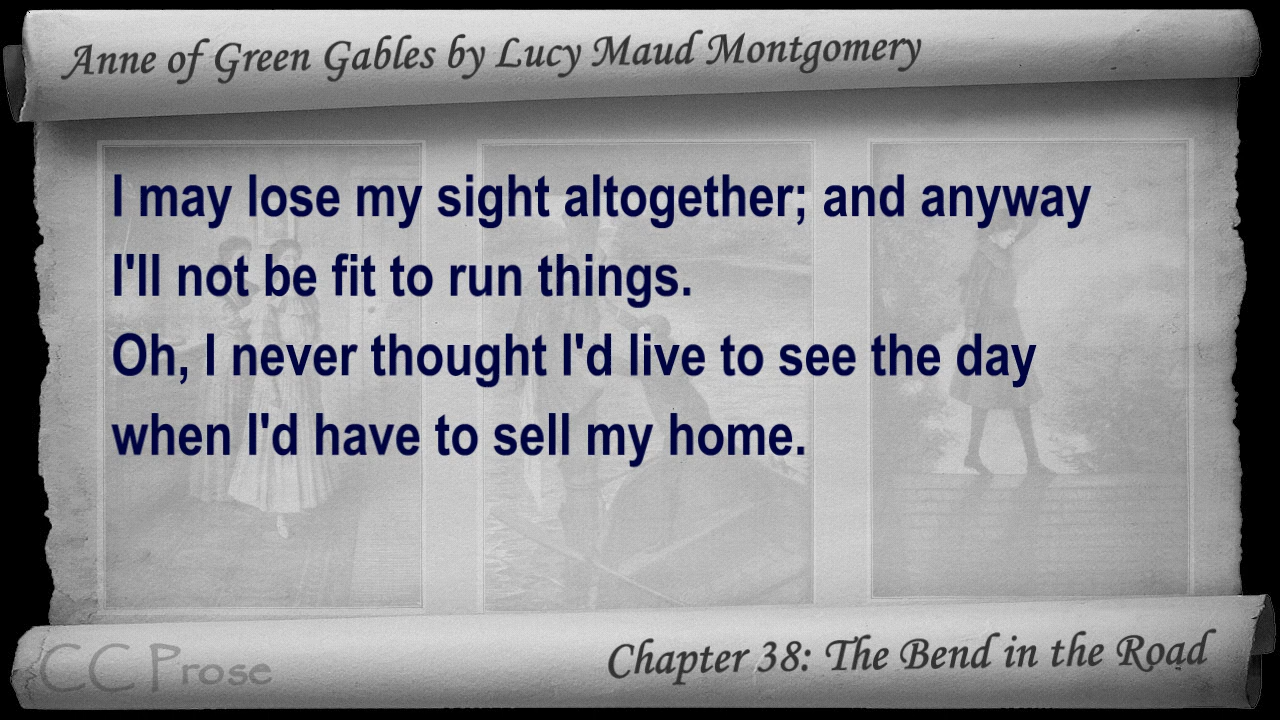 Anne of Green Gables by Lucy Maud Montgomery
I may lose my sight altogether; and anyway
I'll not be fit to run things.
Oh, I never thought I'd live to see the day
when I'd have to sell my home.
CC Prose
Chapter 38: The Bend in the Road